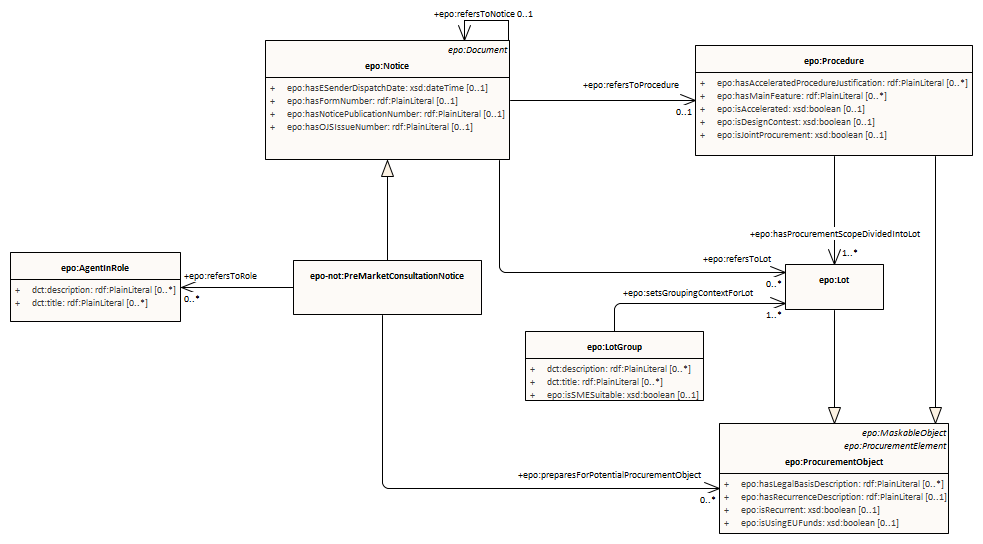 +epo:refersToNotice 0..1
epo:Document
epo:Notice
+ epo:hasESenderDispatchDate: xsd:dateTime [0..1]
+ epo:hasFormNumber: rdf:PlainLiteral [0..1]
+ epo:hasNoticePublicationNumber: rdf:PlainLiteral [0..1]
+ epo:hasOJSIssueNumber: rdf:PlainLiteral [0..1]
+epo:refersToProcedure
0..1
epo:Procedure
+ epo:hasAcceleratedProcedureJustification: rdf:PlainLiteral [0..*]
+ epo:hasMainFeature: rdf:PlainLiteral [0..*]
+ epo:isAccelerated: xsd:boolean [0..1]
+ epo:isDesignContest: xsd:boolean [0..1]
+ epo:isJointProcurement: xsd:boolean [0..1]
+epo:hasProcurementScopeDividedIntoLot
1..*
epo:AgentInRole
+ dct:description: rdf:PlainLiteral [0..*]
+ dct:title: rdf:PlainLiteral [0..*]
+epo:refersToRole
0..*
epo-not:PreMarketConsultationNotice
+epo:refersToLot
0..*
epo:Lot
+epo:setsGroupingContextForLot
1..*
epo:LotGroup
+ dct:description: rdf:PlainLiteral [0..*]
+ dct:title: rdf:PlainLiteral [0..*]
+ epo:isSMESuitable: xsd:boolean [0..1]
+epo:preparesForPotentialProcurementObject
0..*
epo:MaskableObject
epo:ProcurementElement
epo:ProcurementObject
+ epo:hasLegalBasisDescription: rdf:PlainLiteral [0..*]
+ epo:hasRecurrenceDescription: rdf:PlainLiteral [0..1]
+ epo:isRecurrent: xsd:boolean [0..1]
+ epo:isUsingEUFunds: xsd:boolean [0..1]